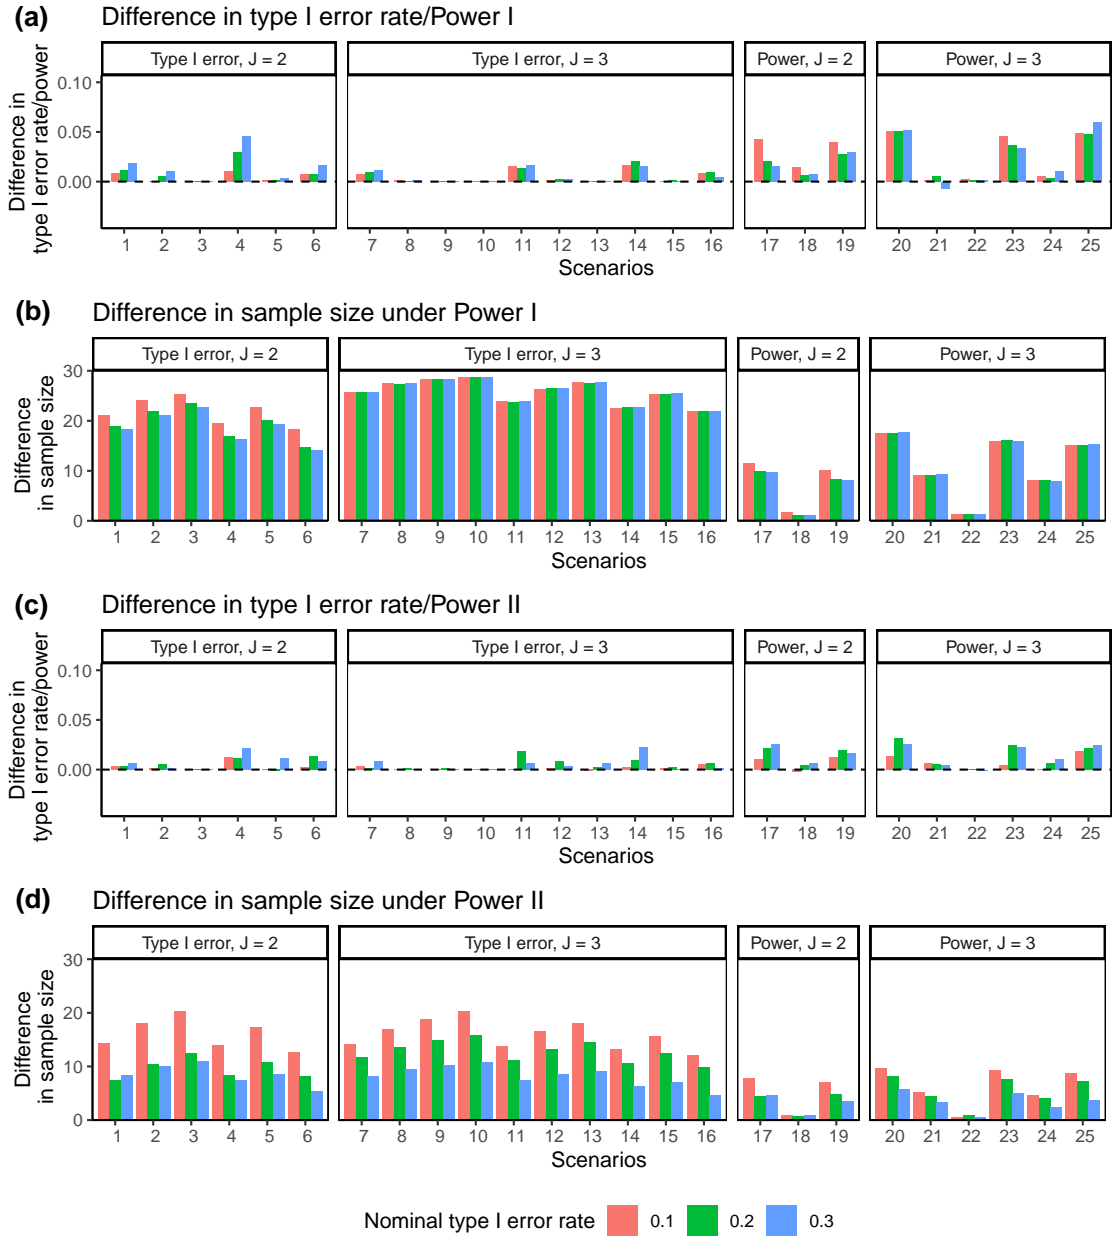 (a) Difference in type I error rate/Power I
Type I error, J = 2 Type I error, J = 3 Power, J = 2 Power, J = 3
Difference in
type I error rate/power
0.10
0.05
0.00
1 2 3 4 5 6 7 8 9 10 11 12 13 14 15 16 17 18 19 20 21 22 23 24 25
Scenarios
(b) Difference in sample size under Power I
Type I error, J = 2 Type I error, J = 3 Power, J = 2 Power, J = 3
Difference
in sample size
30
20
10
0
1 2 3 4 5 6 7 8 9 10 11 12 13 14 15 16 17 18 19 20 21 22 23 24 25
Scenarios
(c) Difference in type I error rate/Power II
Type I error, J = 2 Type I error, J = 3 Power, J = 2 Power, J = 3
Difference in
type I error rate/power
0.10
0.05
0.00
1 2 3 4 5 6 7 8 9 10 11 12 13 14 15 16 17 18 19 20 21 22 23 24 25
Scenarios
(d) Difference in sample size under Power II
Type I error, J = 2 Type I error, J = 3 Power, J = 2 Power, J = 3
Difference
in sample size
30
20
10
0
1 2 3 4 5 6 7 8 9 10 11 12 13 14 15 16 17 18 19 20 21 22 23 24 25
Scenarios
Nominal type I error rate 0.1 0.2 0.3